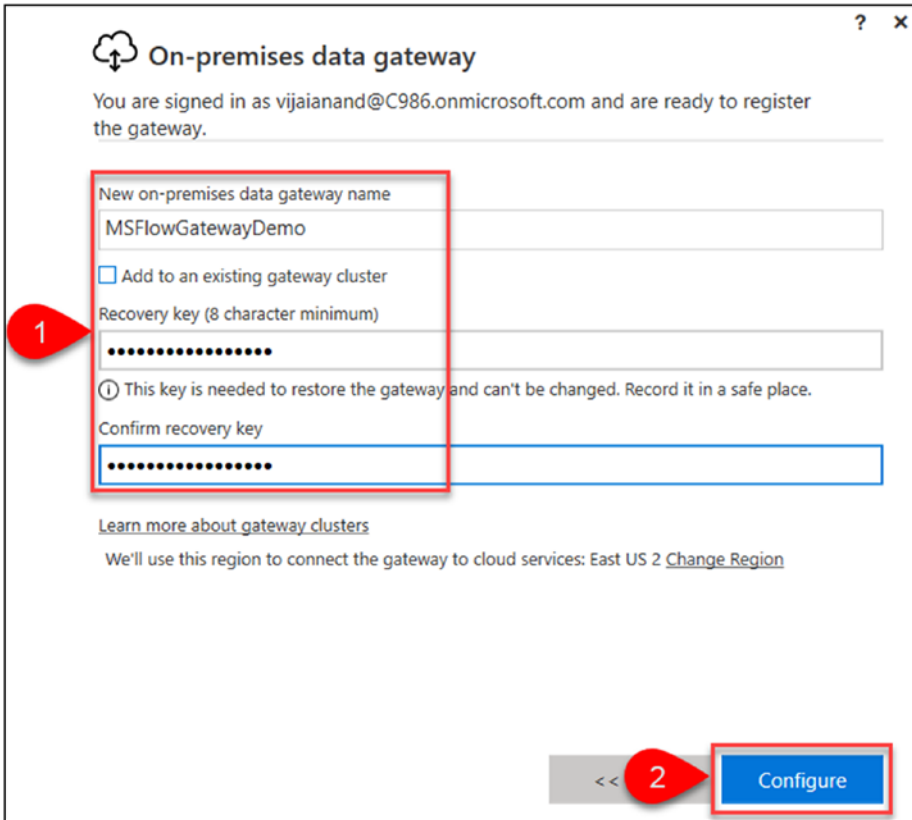 ? ×
On-premises data gateway
You are signed in as vijaianand@C986.onmicrosoft.com and are ready to register
the gateway.
New on-premises data gateway name
MSFlowGatewayDemo
Add to an existing gateway cluster
Recovery key (8 character minimum)
•••••••••••••••••
This key is needed to restore the gateway and can't be changed. Record it in a safe place.
1
Confirm recovery key
•••••••••••••••••
Learn more about gateway clusters
We'll use this region to connect the gateway to cloud services: East US 2 Change Region
<< 2 Configure